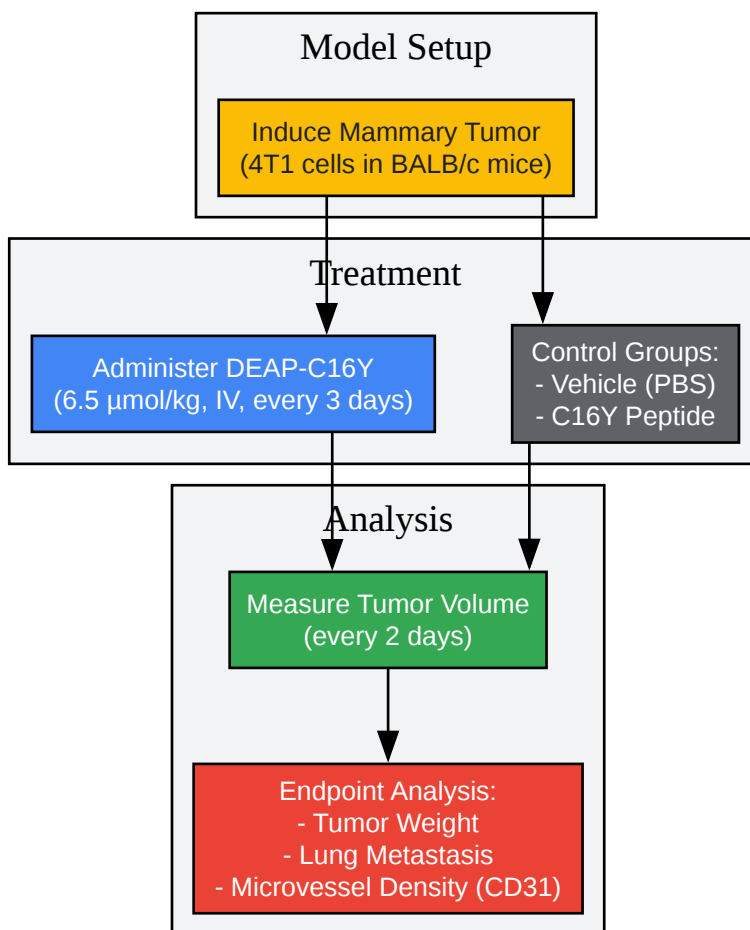 Model Setup
Induce Mammary Tumor
(4T1 cells in BALB/c mice)
Treatment
Administer DEAP-C16Y
(6.5 µmol/kg, IV, every 3 days)
Control Groups:
- Vehicle (PBS)
- C16Y Peptide
Analysis
Measure Tumor Volume
(every 2 days)
Endpoint Analysis:
- Tumor Weight
- Lung Metastasis
- Microvessel Density (CD31)